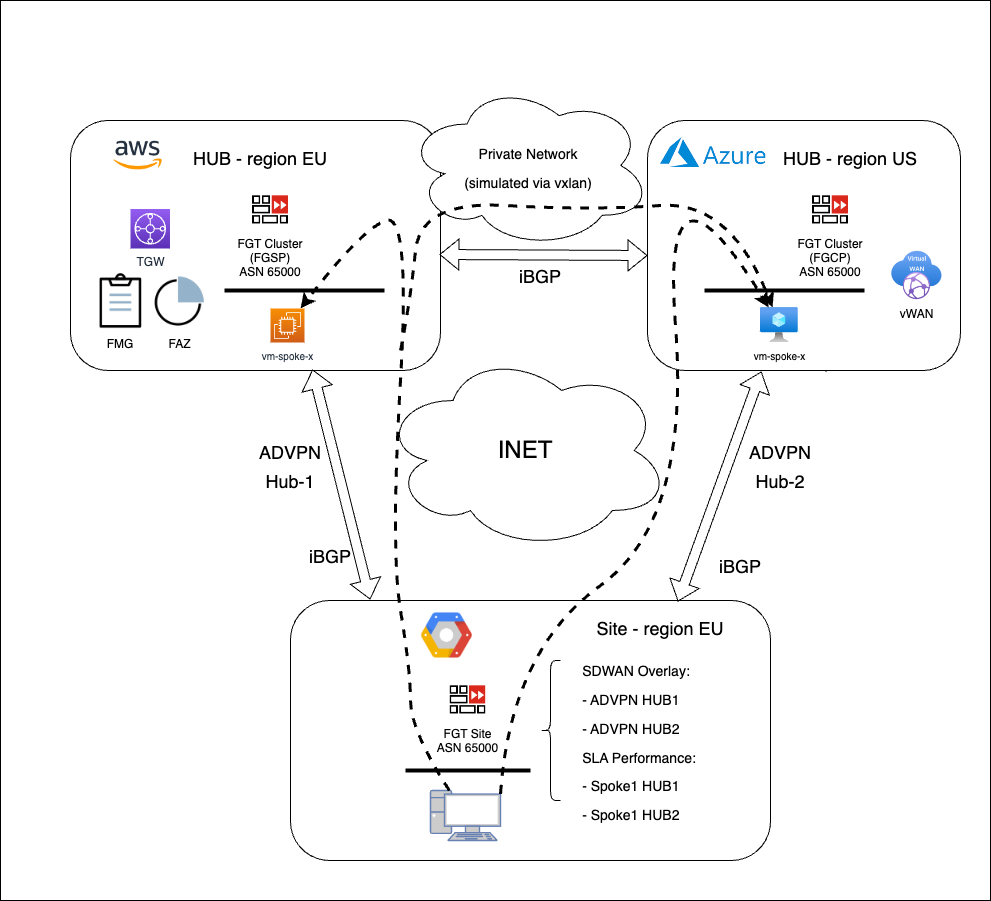 aws
HUB - region EU
TGW
FMG
FAZ
FGT Cluster
(FGSP)
ASN 65000
vm-spoke-x
Private Network
(simulated via vxlan)
iBGP
Azure
HUB - region US
FGT Cluster
(FGCP)
ASN 65000
Virtual
WAN
vWAN
vm-spoke-x
INET
ADVPN
Hub-1
iBGP
ADVPN
Hub-2
iBGP
Site - region EU
FGT Site
ASN 65000
SDWAN Overlay:
- ADVPN HUB1
- ADVPN HUB2
SLA Performance:
- Spoke1 HUB1
- Spoke1 HUB2